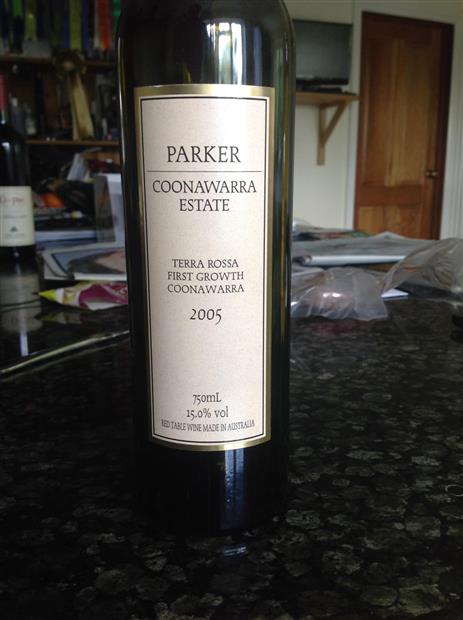 PARKER
COONAWARRA
ESTATE
TERRA ROSSA
FIRST GROWTH
COONAWARRA
2005
750mL
15.0% vol
RED TABLE WINE MADE IN AUSTRALIA